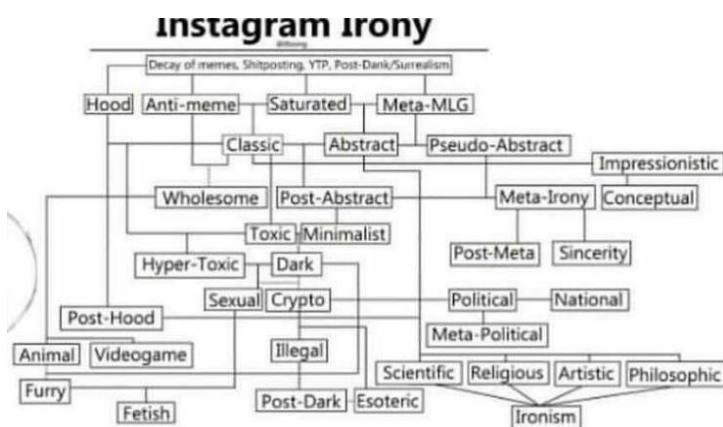 Instagram Irony
Decay of memes, Shitposting, YTP, Post-Dank/Surrealism
Hood Anti-meme Saturated Meta-MLG
Classic Abstract Pseudo-Abstract
Impressionistic
Wholesome Post-Abstract Meta-Irony Conceptual
Toxic Minimalist
Post-Meta Sincerity
Hyper-Toxic Dark
Sexual Crypto Political National
Post-Hood
Meta-Political
Animal Videogame Illegal
Scientific Religious Artistic Philosophic
Furry
Fetish Post-Dark Esoteric
Ironism